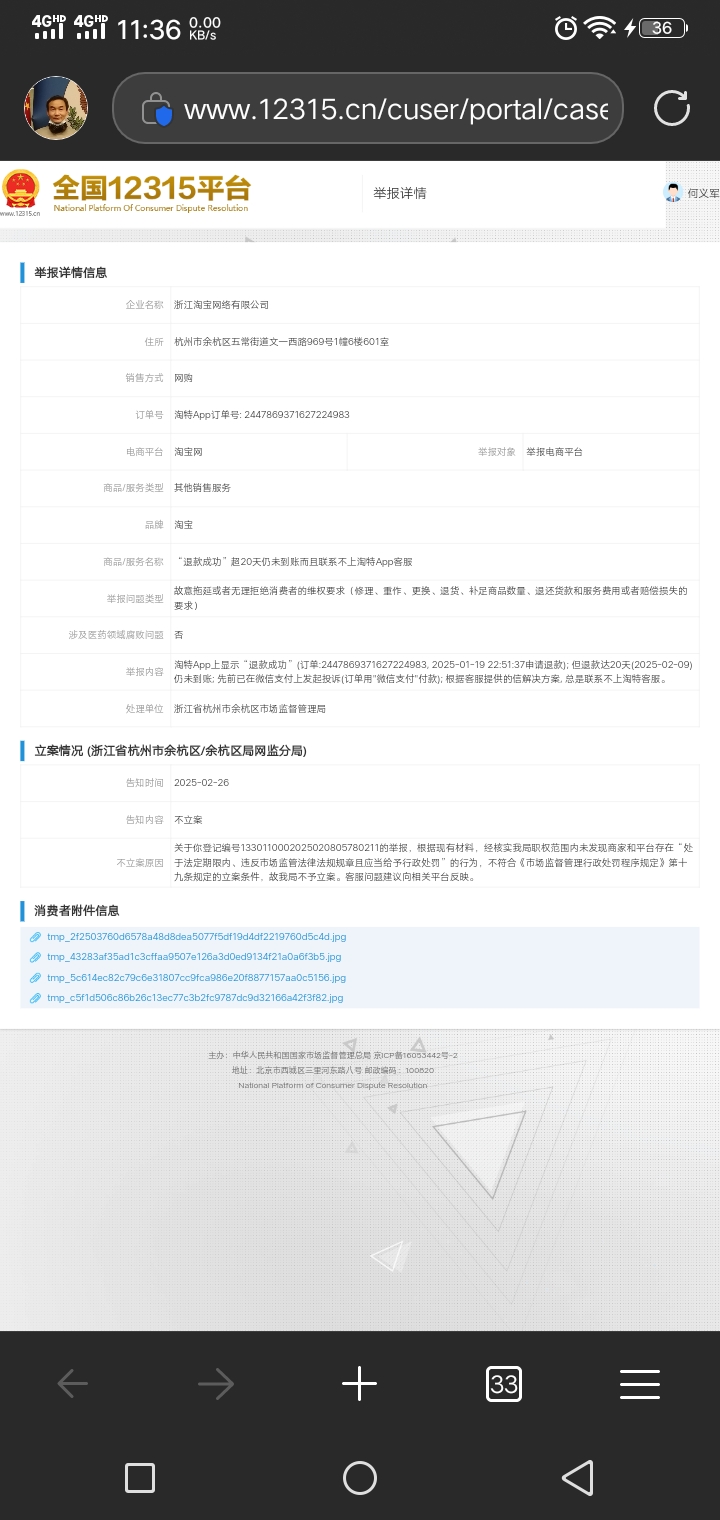 4GHD 4GHD 11:36 0.00 KB/s 36
www.12315.cn/cuser/portal/case
全国12315平台
National Platform Of Consumer Dispute Resolution
www.12315.cn
举报详情
何义军
举报详情信息
企业名称 浙江淘宝网络有限公司
住所 杭州市余杭区五常街道文一西路969号1幢6楼601室
销售方式 网购
订单号 淘特App订单号: 2447869371627224983
电商平台 淘宝网 举报对象 举报电商平台
商品/服务类型 其他销售服务
品牌 淘宝
商品/服务名称 “退款成功”超20天仍未到账而且联系不上淘特App客服
举报问题类型 故意拖延或者无理拒绝消费者的维权要求（修理、重作、更换、退货、补足商品数量、退还货款和服务费用或者赔偿损失的
要求）
涉及医药领域腐败问题 否
举报内容 淘特App上显示“退款成功”(订单:2447869371627224983, 2025-01-19 22:51:37申请退款); 但退款达20天(2025-02-09)
仍未到账; 先前已在微信支付上发起投诉(订单用"微信支付"付款); 根据客服提供的信解决方案, 总是联系不上淘特客服。
处理单位 浙江省杭州市余杭区市场监督管理局
立案情况 (浙江省杭州市余杭区/余杭区局网监分局)
告知时间 2025-02-26
告知内容 不立案
不立案原因 关于你登记编号1330110002025020805780211的举报，根据现有材料，经核实我局职权范围内未发现商家和平台存在“处
于法定期限内、违反市场监管法律法规规章且应当给予行政处罚”的行为，不符合《市场监督管理行政处罚程序规定》第十
九条规定的立案条件，故我局不予立案。客服问题建议向相关平台反映。
消费者附件信息
tmp_2f2503760d6578a48d8dea5077f5df19d4df2219760d5c4d.jpg
tmp_43283af35ad1c3cffaa9507e126a3d0ed9134f21a0a6f3b5.jpg
tmp_5c614ec82c79c6e31807cc9fca986e20f8877157aa0c5156.jpg
tmp_c5f1d506c86b26c13ec77c3b2fc9787dc9d32166a42f3f82.jpg
主办：中华人民共和国国家市场监督管理总局 京ICP备16053442号-2
地址：北京市西城区三里河东路八号 邮政编码：100820
National Platform of Consumer Dispute Resolution
33